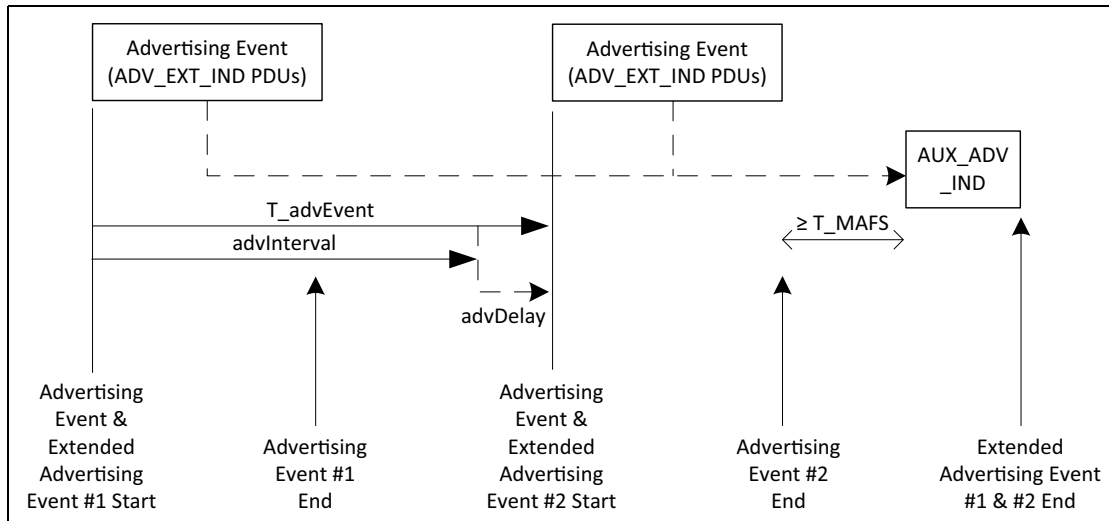 Advertising Event
(ADV_EXT_IND PDUs)
Advertising Event
(ADV_EXT_IND PDUs)
AUX_ADV
_IND
T_advEvent
≥ T_MAFS
advInterval
advDelay
Advertising
Event &
Extended
Advertising
Event #1 Start
Advertising
Event #1
End
Advertising
Event &
Extended
Advertising
Event #2 Start
Advertising
Event #2
End
Extended
Advertising Event
#1 & #2 End